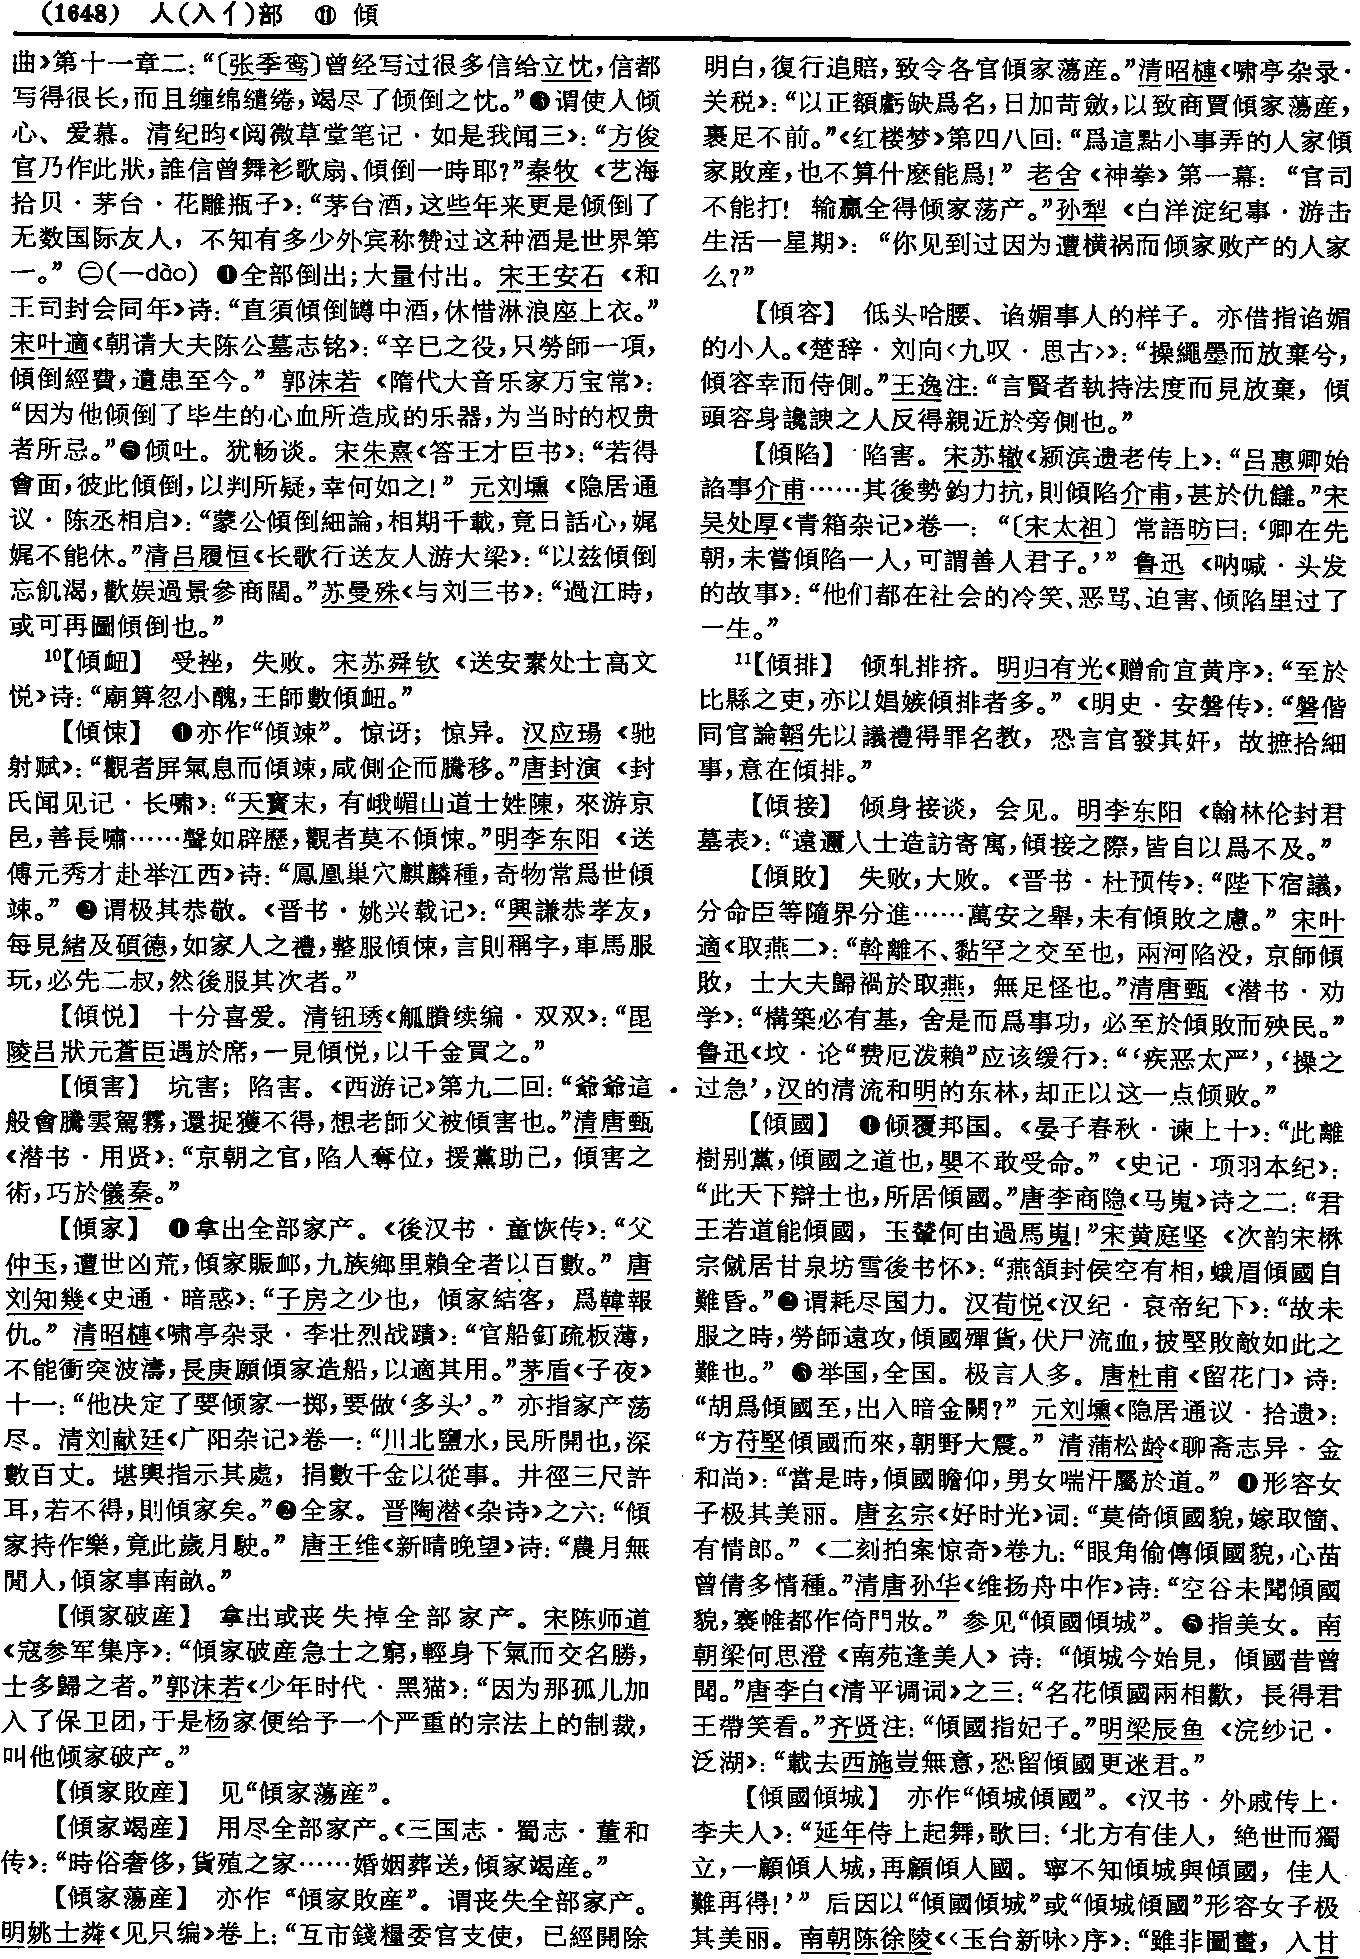 (1648) 人(入亻)部 ⑪ 傾
曲》第十一章二：“〔张季鸾〕曾经写过很多信给立忱，信都
写得很长，而且缠绵缱绻，竭尽了倾倒之忱。”❸谓使人倾
心、爱慕。清纪昀《阅微草堂笔记·如是我闻三》：“方俊
官乃作此狀，誰信曾舞衫歌扇、傾倒一時耶？”秦牧《艺海
拾贝·茅台·花雕瓶子》：“茅台酒，这些年来更是倾倒了
无数国际友人，不知有多少外宾称赞过这种酒是世界第
一。”㊁(—dào) ❶全部倒出；大量付出。宋王安石《和
王司封会同年》诗：“直須傾倒罇中酒，休惜淋浪座上衣。”
宋叶適《朝请大夫陈公墓志铭》：“辛巳之役，只勞師一項，
傾倒經費，遺患至今。”郭沫若《隋代大音乐家万宝常》：
“因为他倾倒了毕生的心血所造成的乐器，为当时的权贵
者所忌。”❷倾吐。犹畅谈。宋朱熹《答王才臣书》：“若得
會面，彼此傾倒，以判所疑，幸何如之！”元刘壎《隐居通
议·陈丞相启》：“蒙公傾倒細論，相期千載，竟日話心，娓
娓不能休。”清吕履恒《长歌行送友人游大梁》：“以兹傾倒
忘飢渴，歡娱過景參商闊。”苏曼殊《与刘三书》：“過江時，
或可再圖傾倒也。”
¹⁰【傾衄】 受挫，失败。宋苏舜钦《送安素处士高文
悦》诗：“廟算忽小醜，王師數傾衄。”
【傾悚】 ❶亦作“傾竦”。惊讶；惊异。汉应瑒《驰
射赋》：“觀者屏氣息而傾竦，咸側企而騰移。”唐封演《封
氏闻见记·长啸》：“天寶末，有峨嵋山道士姓陳，來游京
邑，善長嘯……聲如辟歷，觀者莫不傾悚。”明李东阳《送
傅元秀才赴举江西》诗：“鳳凰巢穴麒麟種，奇物常爲世傾
竦。”❷谓极其恭敬。《晋书·姚兴载记》：“興謙恭孝友，
每見緒及碩德，如家人之禮，整服傾悚，言則稱字，車馬服
玩，必先二叔，然後服其次者。”
【傾悦】 十分喜爱。清钮琇《觚賸续编·双双》：“毘
陵吕狀元蒼臣遇於席，一見傾悦，以千金買之。”
【傾害】 坑害；陷害。《西游记》第九二回：“爺爺這
般會騰雲駕霧，還捉獲不得，想老師父被傾害也。”清唐甄
《潜书·用贤》：“京朝之官，陷人奪位，援黨助己，傾害之
術，巧於儀秦。”
【傾家】 ❶拿出全部家产。《後汉书·童恢传》：“父
仲玉，遭世凶荒，傾家賑卹，九族鄉里賴全者以百數。”唐
刘知幾《史通·暗惑》：“子房之少也，傾家結客，爲韓報
仇。”清昭槤《啸亭杂录·李壮烈战蹟》：“官船釘疏板薄，
不能衝突波濤，長庚願傾家造船，以適其用。”茅盾《子夜》
十一：“他决定了要倾家一掷，要做‘多头’。”亦指家产荡
尽。清刘献廷《广阳杂记》卷一：“川北鹽水，民所開也，深
數百丈。堪輿指示其處，捐數千金以從事。井徑三尺許
耳，若不得，則傾家矣。”❷全家。晋陶潜《杂诗》之六：“傾
家持作樂，竟此歲月駛。”唐王维《新晴晚望》诗：“農月無
閒人，傾家事南畝。”
【傾家破産】 拿出或丧失掉全部家产。宋陈师道
《寇参军集序》：“傾家破産急士之窮，輕身下氣而交名勝，
士多歸之者。”郭沫若《少年时代·黑猫》：“因为那孤儿加
入了保卫团，于是杨家便给予一个严重的宗法上的制裁，
叫他倾家破产。”
【傾家敗産】 见“傾家蕩産”。
【傾家竭産】 用尽全部家产。《三国志·蜀志·董和
传》：“時俗奢侈，貨殖之家……婚姻葬送，傾家竭産。”
【傾家蕩産】 亦作“傾家敗産”。谓丧失全部家产。
明姚士粦《见只编》卷上：“互市錢糧委官支使，已經開除
明白，復行追賠，致令各官傾家蕩産。”清昭槤《啸亭杂录·
关税》：“以正額虧缺爲名，日加苛斂，以致商賈傾家蕩産，
裹足不前。”《红楼梦》第四八回：“爲這點小事弄的人家傾
家敗産，也不算什麽能爲！”老舍《神拳》第一幕：“官司
不能打！输赢全得倾家荡产。”孙犁《白洋淀纪事·游击
生活一星期》：“你见到过因为遭横祸而倾家败产的人家
么？”
【傾容】 低头哈腰、谄媚事人的样子。亦借指谄媚
的小人。《楚辞·刘向〈九叹·思古〉》：“操繩墨而放棄兮，
傾容幸而侍側。”王逸注：“言賢者執持法度而見放棄，傾
頭容身讒諛之人反得親近於旁側也。”
【傾陷】 陷害。宋苏辙《颍滨遗老传上》：“吕惠卿始
諂事介甫……其後勢鈞力抗，則傾陷介甫，甚於仇讎。”宋
吴处厚《青箱杂记》卷一：“〔宋太祖〕常語昉曰：‘卿在先
朝，未嘗傾陷一人，可謂善人君子。’”鲁迅《呐喊·头发
的故事》：“他们都在社会的冷笑、恶骂、迫害、倾陷里过了
一生。”
¹¹【傾排】 倾轧排挤。明归有光《赠俞宜黄序》：“至於
比縣之吏，亦以娼嫉傾排者多。”《明史·安磐传》：“磐偕
同官論韜先以議禮得罪名教，恐言官發其奸，故摭拾細
事，意在傾排。”
【傾接】 倾身接谈，会见。明李东阳《翰林伦封君
墓表》：“遠邇人士造訪寄寓，傾接之際，皆自以爲不及。”
【傾敗】 失败，大败。《晋书·杜预传》：“陛下宿議，
分命臣等隨界分進……萬安之舉，未有傾敗之慮。”宋叶
適《取燕二》：“斡離不、黏罕之交至也，兩河陷没，京師傾
敗，士大夫歸禍於取燕，無足怪也。”清唐甄《潜书·劝
学》：“構築必有基，舍是而爲事功，必至於傾敗而殃民。”
鲁迅《坟·论“费厄泼赖”应该缓行》：“‘疾恶太严’，‘操之
过急’，汉的清流和明的东林，却正以这一点倾败。”
【傾國】 ❶倾覆邦国。《晏子春秋·谏上十》：“此離
樹别黨，傾國之道也，嬰不敢受命。”《史记·项羽本纪》：
“此天下辯士也，所居傾國。”唐李商隐《马嵬》诗之二：“君
王若道能傾國，玉輦何由過馬嵬！”宋黄庭坚《次韵宋楙
宗僦居甘泉坊雪後书怀》：“燕頷封侯空有相，蛾眉傾國自
難昏。”❷谓耗尽国力。汉荀悦《汉纪·哀帝纪下》：“故未
服之時，勞師遠攻，傾國殫貨，伏尸流血，披堅敗敵如此之
難也。”❸举国，全国。极言人多。唐杜甫《留花门》诗：
“胡爲傾國至，出入暗金闕？”元刘壎《隐居通议·拾遗》：
“方苻堅傾國而來，朝野大震。”清蒲松龄《聊斋志异·金
和尚》：“當是時，傾國瞻仰，男女喘汗屬於道。”❹形容女
子极其美丽。唐玄宗《好时光》词：“莫倚傾國貌，嫁取箇、
有情郎。”《二刻拍案惊奇》卷九：“眼角偷傳傾國貌，心苗
曾倩多情種。”清唐孙华《维扬舟中作》诗：“空谷未聞傾國
貌，褰帷都作倚門妝。”参见“傾國傾城”。❺指美女。南
朝梁何思澄《南苑逢美人》诗：“傾城今始見，傾國昔曾
聞。”唐李白《清平调词》之三：“名花傾國兩相歡，長得君
王帶笑看。”齐贤注：“傾國指妃子。”明梁辰鱼《浣纱记·
泛湖》：“載去西施豈無意，恐留傾國更迷君。”
【傾國傾城】 亦作“傾城傾國”。《汉书·外戚传上·
李夫人》：“延年侍上起舞，歌曰：‘北方有佳人，絶世而獨
立，一顧傾人城，再顧傾人國。寧不知傾城與傾國，佳人
難再得！’”后因以“傾國傾城”或“傾城傾國”形容女子极
其美丽。南朝陈徐陵《〈玉台新咏〉序》：“雖非圖畫，入甘